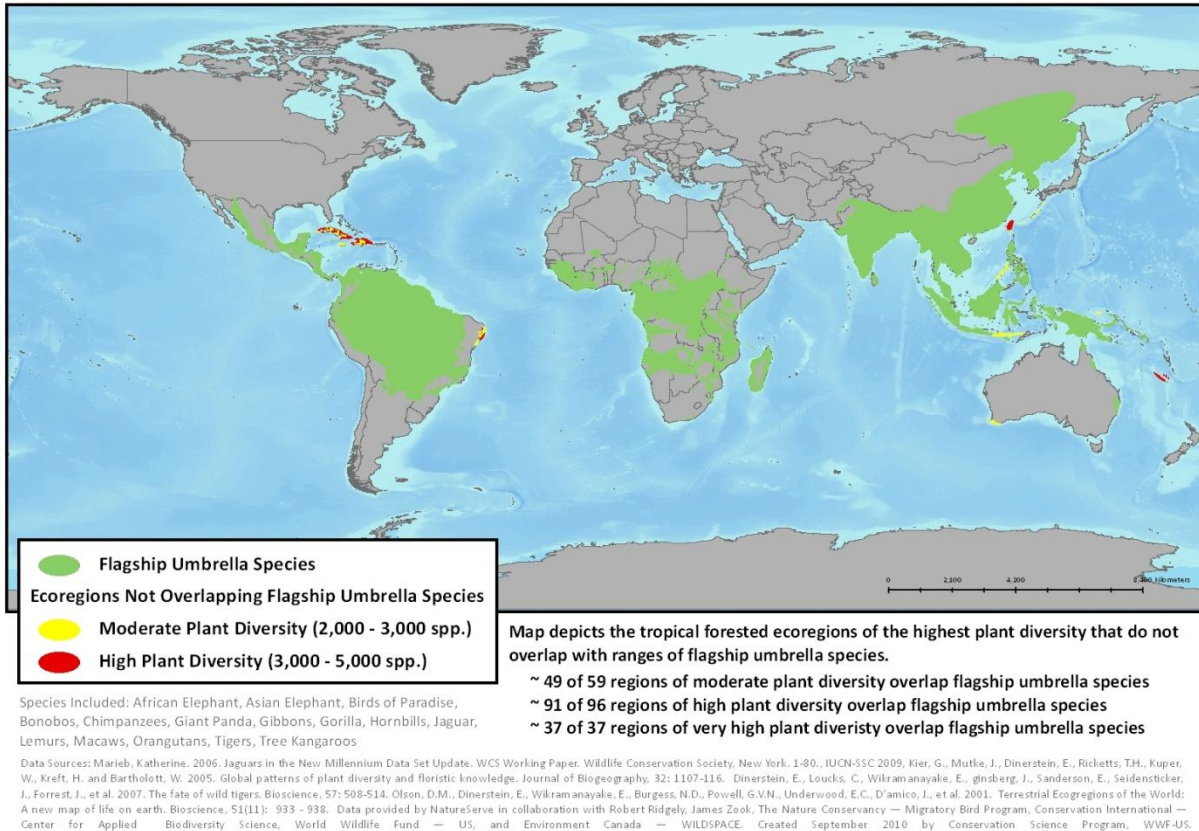 0 2,100 4,200 8,400 Kilometers
Flagship Umbrella Species
Ecoregions Not Overlapping Flagship Umbrella Species
Moderate Plant Diversity (2,000 - 3,000 spp.)
High Plant Diversity (3,000 - 5,000 spp.)
Map depicts the tropical forested ecoregions of the highest plant diversity that do not
overlap with ranges of flagship umbrella species.
~ 49 of 59 regions of moderate plant diversity overlap flagship umbrella species
~ 91 of 96 regions of high plant diversity overlap flagship umbrella species
~ 37 of 37 regions of very high plant diveristy overlap flagship umbrella species
Species Included: African Elephant, Asian Elephant, Birds of Paradise,
Bonobos, Chimpanzees, Giant Panda, Gibbons, Gorilla, Hornbills, Jaguar,
Lemurs, Macaws, Orangutans, Tigers, Tree Kangaroos
Data Sources: Marieb, Katherine. 2006. Jaguars in the New Millennium Data Set Update. WCS Working Paper. Wildlife Conservation Society, New York. 1-80., IUCN-SSC 2009, Kier, G., Mutke, J., Dinerstein, E., Ricketts, T.H., Kuper,
W., Kreft, H. and Bartholott, W. 2005. Global patterns of plant diversity and floristic knowledge. Journal of Biogeography, 32: 1107-116. Dinerstein, E., Loucks, C., Wikramanayake, E., ginsberg, J., Sanderson, E., Seidensticker,
J., Forrest, J., et al. 2007. The fate of wild tigers. Bioscience, 57: 508-514. Olson, D.M., Dinerstein, E., Wikramanayake, E., Burgess, N.D., Powell, G.V.N., Underwood, E.C., D'amico, J., et al. 2001. Terrestrial Ecogregions of the World:
A new map of life on earth. Bioscience, 51(11): 933 - 938. Data provided by NatureServe in collaboration with Robert Ridgely, James Zook, The Nature Conservancy — Migratory Bird Program, Conservation International —
Center for Applied Biodiversity Science, World Wildlife Fund — US, and Environment Canada — WILDSPACE. Created September 2010 by Conservation Science Program, WWF-US.